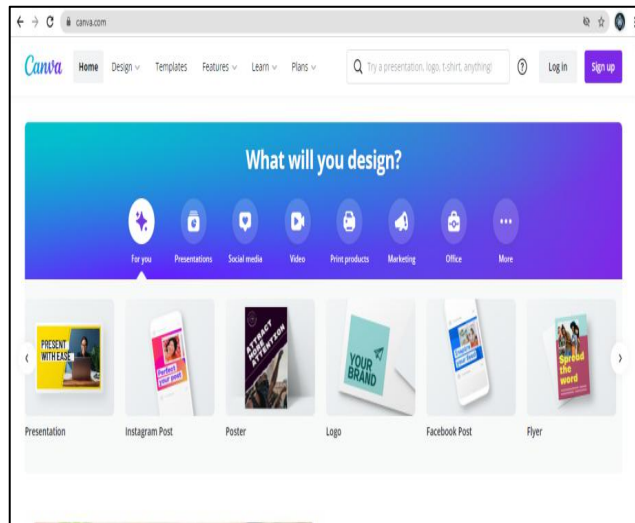 canva.com
Canva Home Design Templates Features Learn Plans Try a presentation, logo, t-shirt, anything! Log in Sign up
What will you design?
For you Presentations Social media Video Print products Marketing Office More
PRESENT
WITH EASE
Perfect
your post
ATTRACT
MORE
ATTENTION
YOUR
BRAND
Spread
the
word
Presentation Instagram Post Poster Logo Facebook Post Flyer